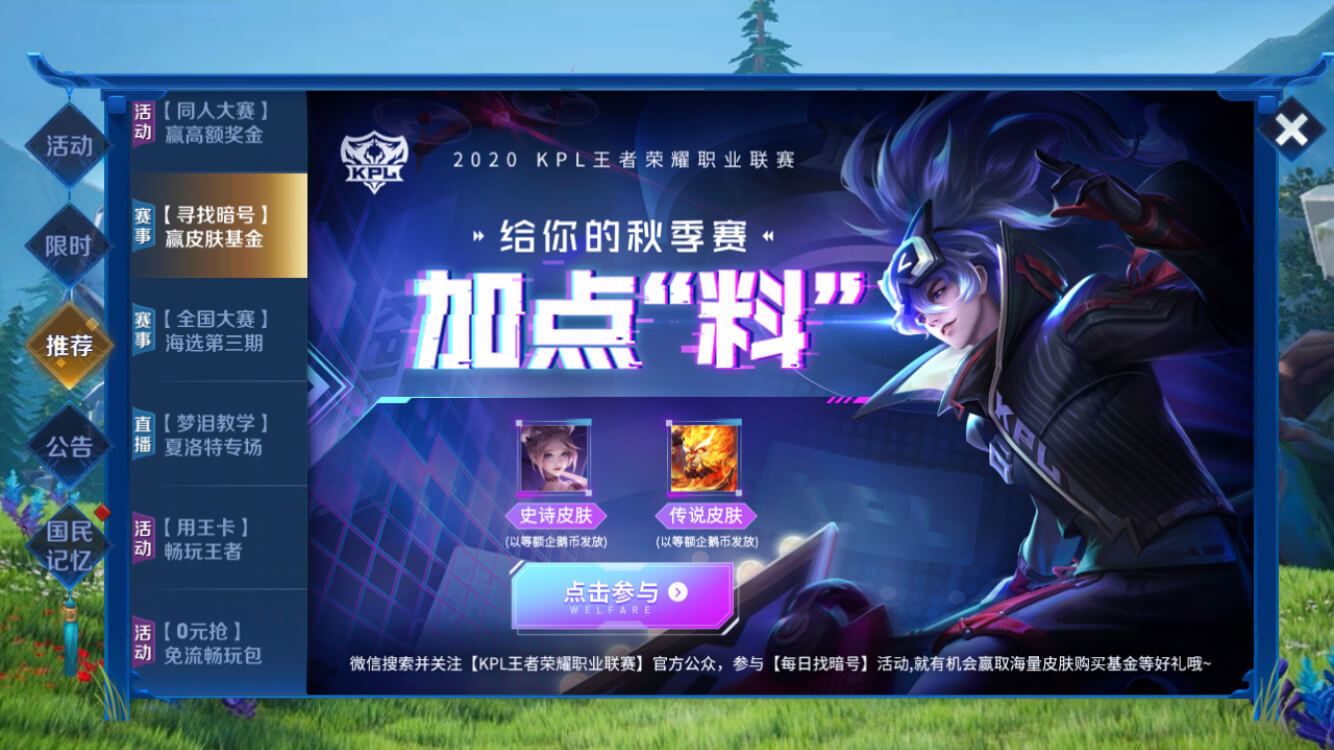 活动
限时
推荐
公告
国民
记忆
活动
【同人大赛】
赢高额奖金
赛事
【寻找暗号】
赢皮肤基金
赛事
【全国大赛】
海选第三期
直播
【梦泪教学】
夏洛特专场
活动
【用王卡】
畅玩王者
活动
【0元抢】
免流畅玩包
KPL
2020 KPL王者荣耀职业联赛
给你的秋季赛
加点“料”
史诗皮肤
传说皮肤
(以等额企鹅币发放)
(以等额企鹅币发放)
点击参与
WELFARE
微信搜索并关注【KPL王者荣耀职业联赛】官方公众，参与【每日找暗号】活动,就有机会赢取海量皮肤购买基金等好礼哦~
KPL